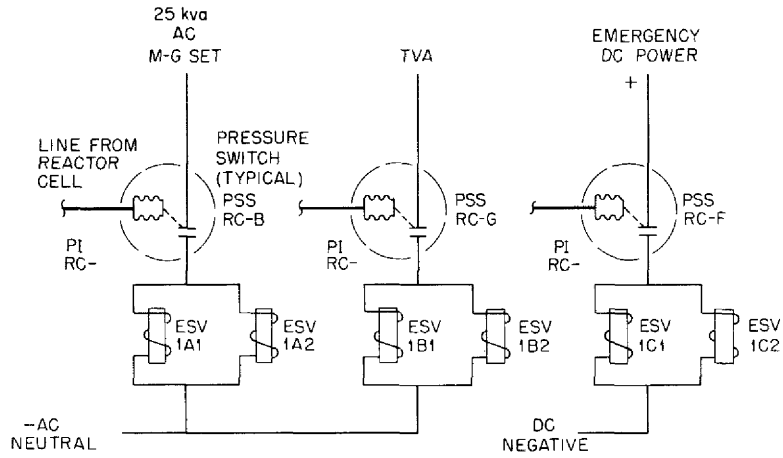 25 kva
AC
M-G SET
TVA
EMERGENCY
DC POWER
+
LINE FROM
REACTOR
CELL
PRESSURE
SWITCH
(TYPICAL)
PSS
RC-B
PI
RC-
PSS
RC-G
PI
RC-
PSS
RC-F
PI
RC-
ESV
1A1
ESV
1A2
ESV
1B1
ESV
1B2
ESV
1C1
ESV
1C2
-AC
NEUTRAL
DC
NEGATIVE